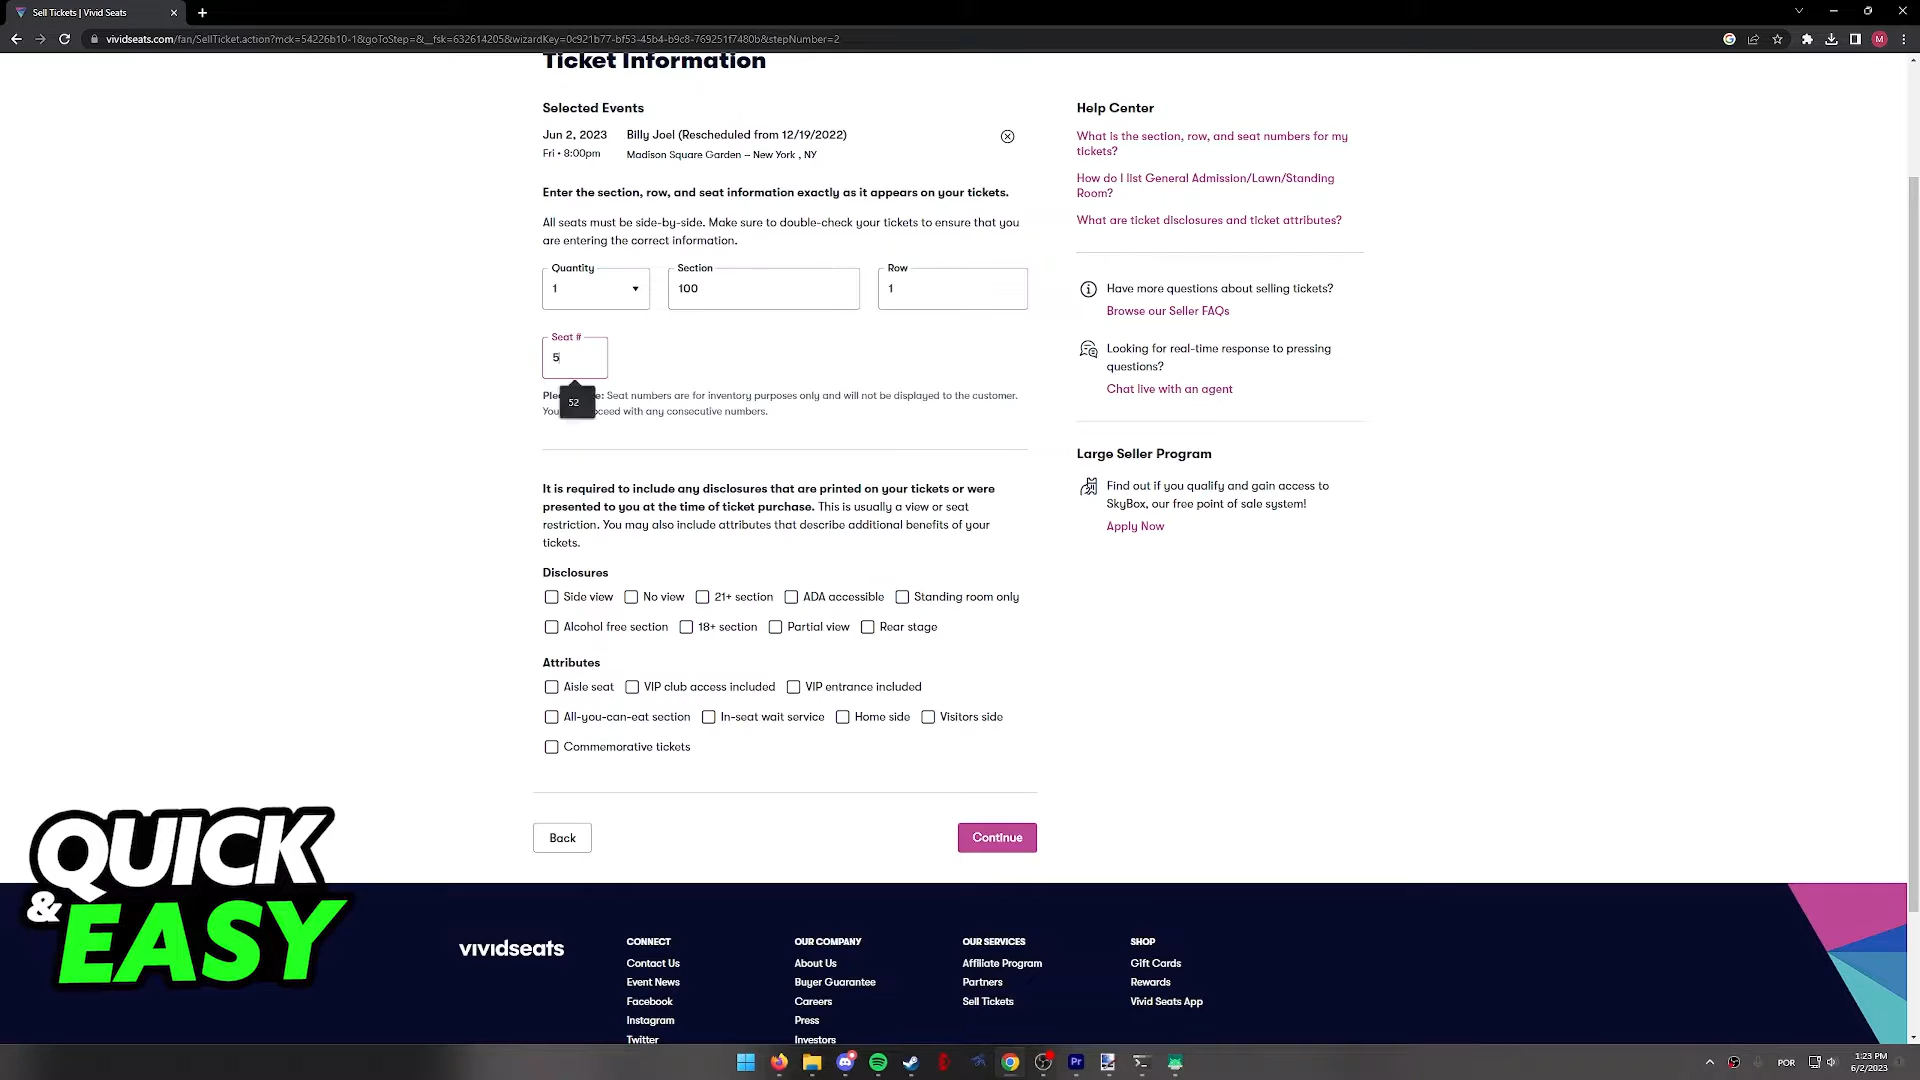 Sell Tickets | Vivid Seats
vividseats.com/fan/SellTicket.action?mck=54226b10-1&goToStep=&__fsk=632614205&wizardKey=0c921b77-bf53-45b4-b9c8-769251f7480b&stepNumber=2
M
Ticket Information
Selected Events
Jun 2, 2023 Billy Joel (Rescheduled from 12/19/2022)
Fri • 8:00pm Madison Square Garden – New York , NY
Enter the section, row, and seat information exactly as it appears on your tickets.
All seats must be side-by-side. Make sure to double-check your tickets to ensure that you
are entering the correct information.
Quantity Section Row
1 100 1
Seat #
5
52
Seat numbers are for inventory purposes only and will not be displayed to the customer.
with any consecutive numbers.
It is required to include any disclosures that are printed on your tickets or were
presented to you at the time of ticket purchase. This is usually a view or seat
restriction. You may also include attributes that describe additional benefits of your
tickets.
Disclosures
Side view No view 21+ section ADA accessible Standing room only
Alcohol free section 18+ section Partial view Rear stage
Attributes
Aisle seat VIP club access included VIP entrance included
All-you-can-eat section In-seat wait service Home side Visitors side
Commemorative tickets
Back Continue
Help Center
What is the section, row, and seat numbers for my
tickets?
How do I list General Admission/Lawn/Standing
Room?
What are ticket disclosures and ticket attributes?
Have more questions about selling tickets?
Browse our Seller FAQs
Looking for real-time response to pressing
questions?
Chat live with an agent
Large Seller Program
Find out if you qualify and gain access to
SkyBox, our free point of sale system!
Apply Now
QUICK
& EASY
vividseats
CONNECT
Contact Us
Event News
Facebook
Instagram
Twitter
OUR COMPANY
About Us
Buyer Guarantee
Careers
Press
Investors
OUR SERVICES
Affiliate Program
Partners
Sell Tickets
SHOP
Gift Cards
Rewards
Vivid Seats App
Pr
POR
1:23 PM
6/2/2023